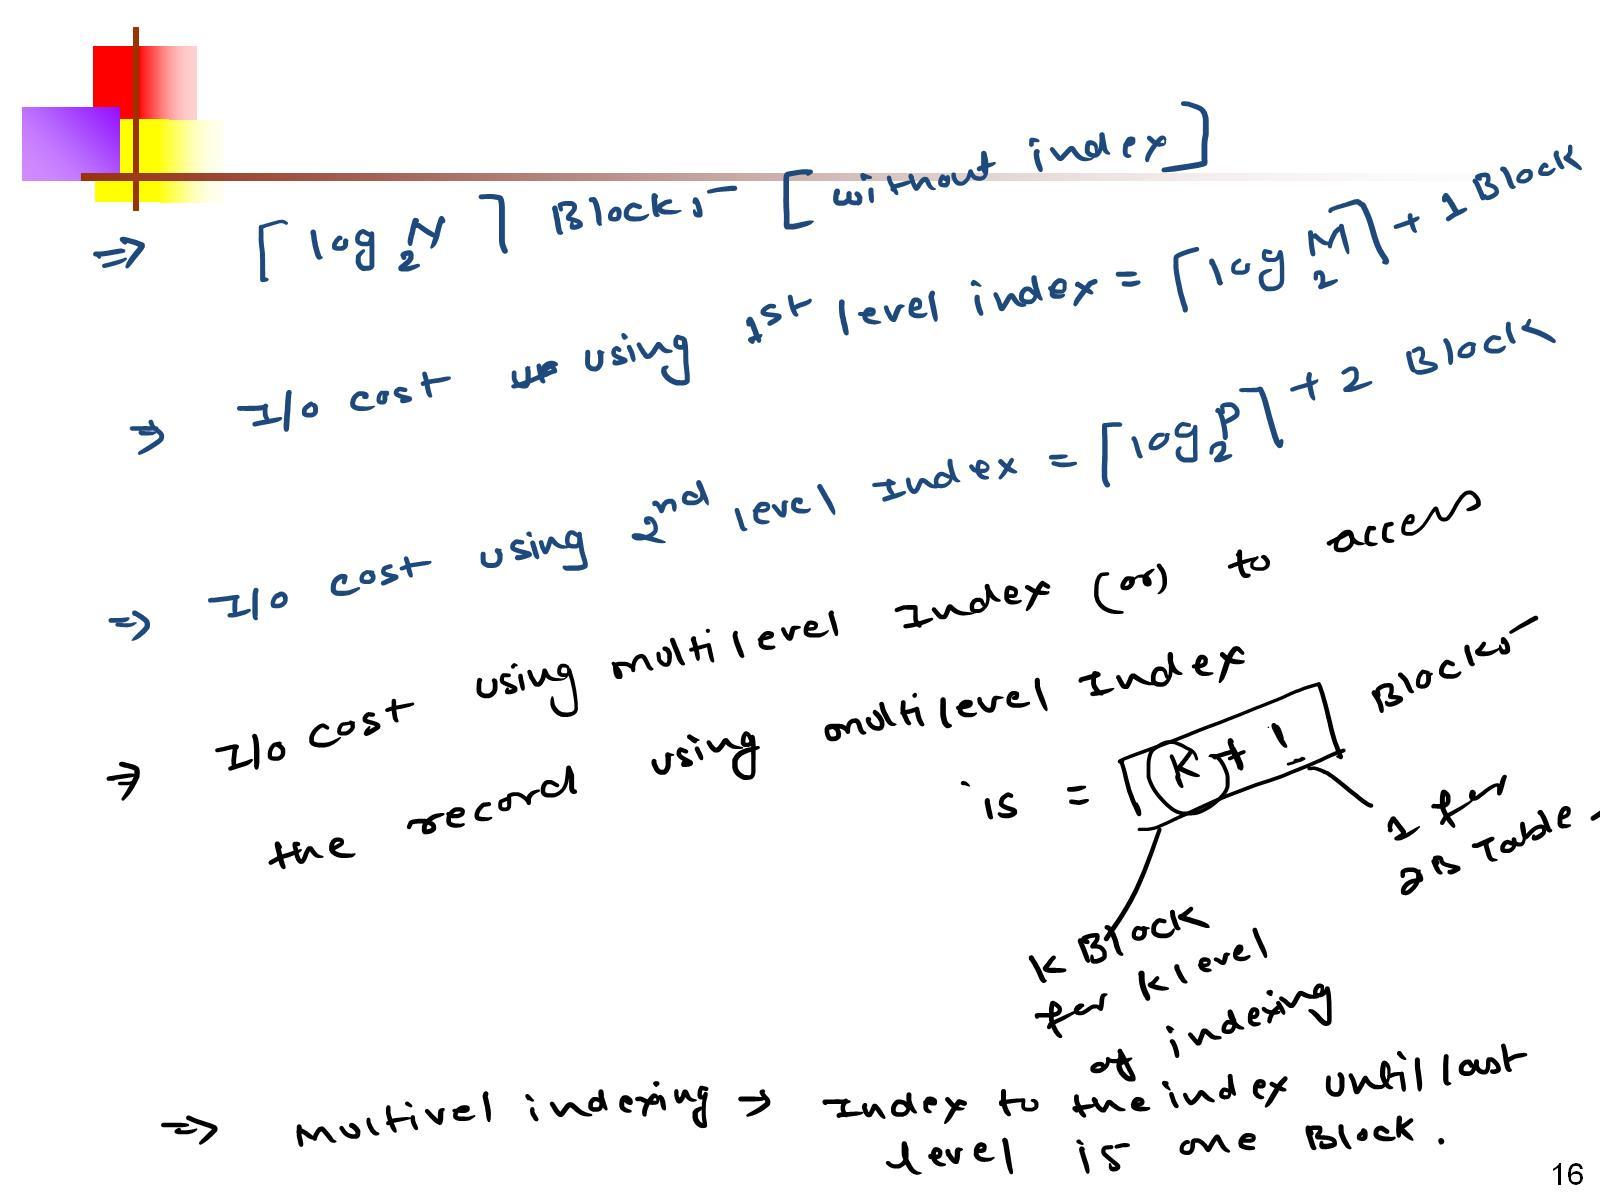 ⇒ ⌈log₂N⌉ Blocks - [without index]
⇒ I/O cost using 1st level index = ⌈log₂M⌉ + 1 Block
⇒ I/O cost using 2nd level Index = ⌈log₂P⌉ + 2 Block
⇒ I/O cost using multilevel Index (or) to access
the record using multilevel Index
is = K + 1 Blocks
1 for
DB Table.
K Block
for K level
of indexing
⇒ Multivel indexing → Index to the index until last
level is one Block.
16